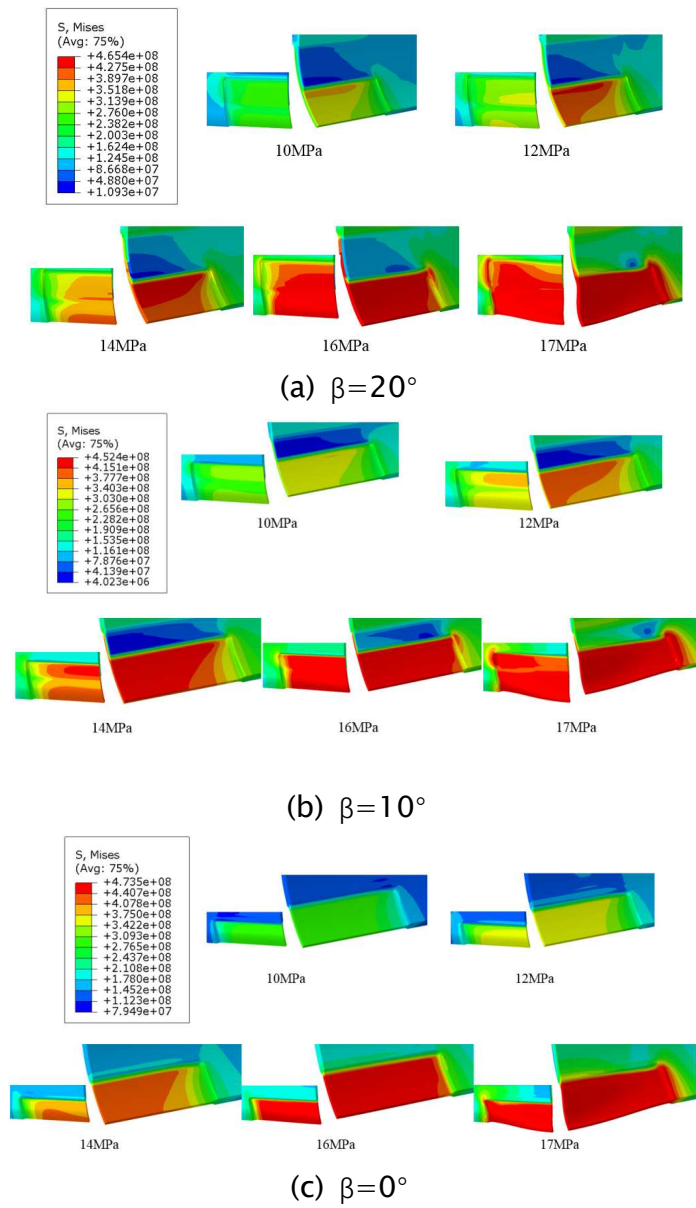 S, Mises
(Avg: 75%)
+4.654e+08
+4.275e+08
+3.897e+08
+3.518e+08
+3.139e+08
+2.760e+08
+2.382e+08
+2.003e+08
+1.624e+08
+1.245e+08
+8.668e+07
+4.880e+07
+1.093e+07
10MPa
12MPa
14MPa
16MPa
17MPa
(a) β=20°
S, Mises
(Avg: 75%)
+4.524e+08
+4.151e+08
+3.777e+08
+3.403e+08
+3.030e+08
+2.656e+08
+2.282e+08
+1.909e+08
+1.535e+08
+1.161e+08
+7.876e+07
+4.139e+07
+4.023e+06
10MPa
12MPa
14MPa
16MPa
17MPa
(b) β=10°
S, Mises
(Avg: 75%)
+4.735e+08
+4.407e+08
+4.078e+08
+3.750e+08
+3.422e+08
+3.093e+08
+2.765e+08
+2.437e+08
+2.108e+08
+1.780e+08
+1.452e+08
+1.123e+08
+7.949e+07
10MPa
12MPa
14MPa
16MPa
17MPa
(c) β=0°